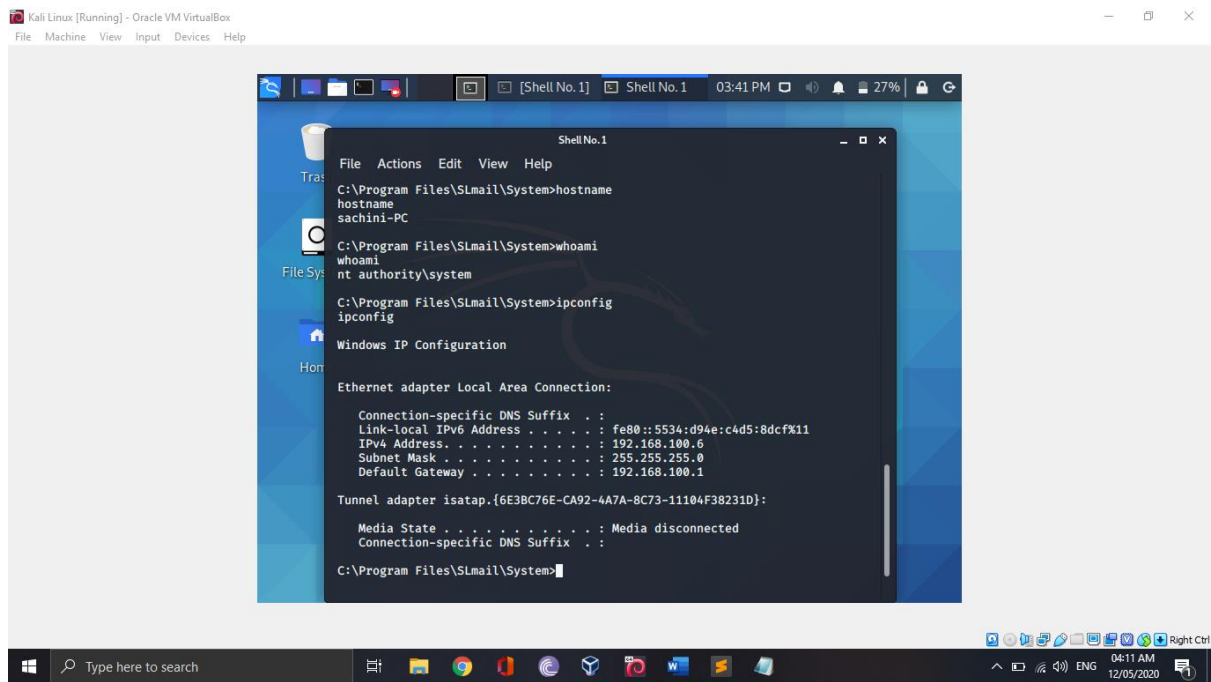 Kali Linux [Running] - Oracle VM VirtualBox
File Machine View Input Devices Help
[Shell No. 1] Shell No. 1 03:41 PM 27%
Shell No. 1
File Actions Edit View Help
C:\Program Files\SLmail\System>hostname
hostname
sachini-PC
C:\Program Files\SLmail\System>whoami
whoami
nt authority\system
C:\Program Files\SLmail\System>ipconfig
ipconfig
Windows IP Configuration
Ethernet adapter Local Area Connection:
Connection-specific DNS Suffix . :
Link-local IPv6 Address . . . . . : fe80::5534:d94e:c4d5:8dcf%11
IPv4 Address. . . . . . . . . . . : 192.168.100.6
Subnet Mask . . . . . . . . . . . : 255.255.255.0
Default Gateway . . . . . . . . . : 192.168.100.1
Tunnel adapter isatap.{6E3BC76E-CA92-4A7A-8C73-11104F38231D}:
Media State . . . . . . . . . . . : Media disconnected
Connection-specific DNS Suffix . :
C:\Program Files\SLmail\System>
Tras
File Sys
Hom
Right Ctrl
Type here to search
ENG
04:11 AM
12/05/2020